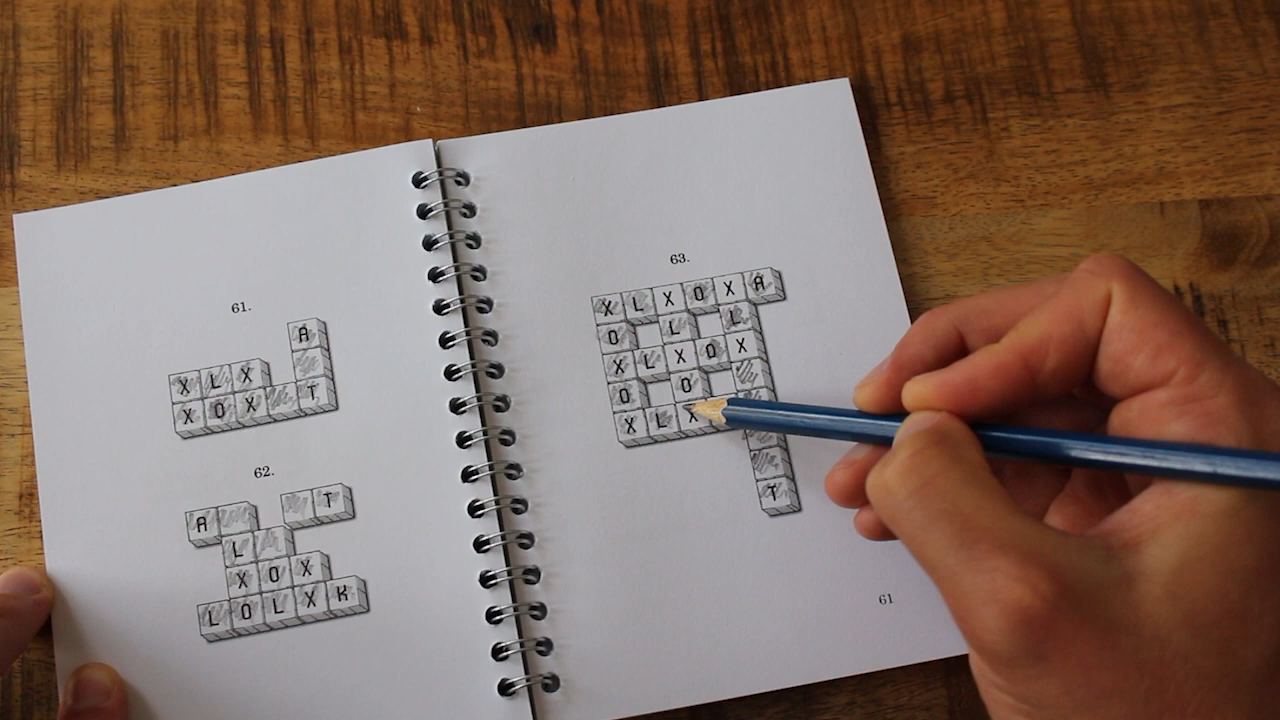 61.
A
X L X
X O X T
62.
A T
L
X O X
L O L X K
63.
X L X O X A
O L L
X L X O X
O O
X L X
T
61